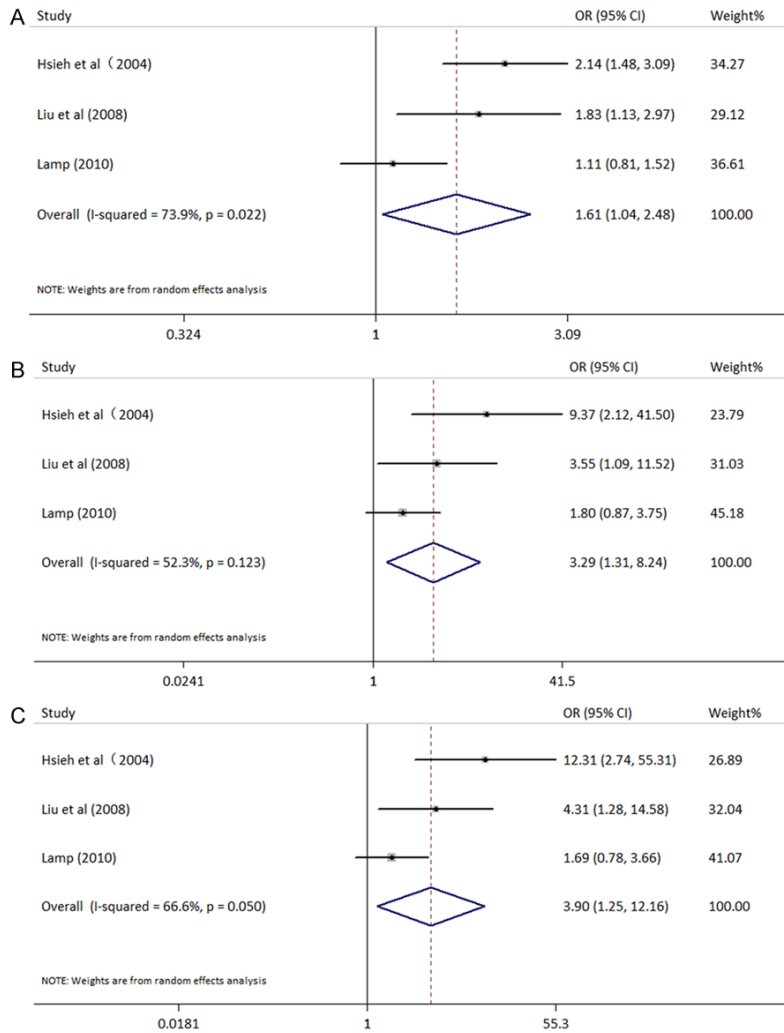 A
Study OR (95% CI) Weight%
Hsieh et al（2004） 2.14 (1.48, 3.09) 34.27
Liu et al (2008) 1.83 (1.13, 2.97) 29.12
Lamp (2010) 1.11 (0.81, 1.52) 36.61
Overall (I-squared = 73.9%, p = 0.022) 1.61 (1.04, 2.48) 100.00
NOTE: Weights are from random effects analysis
0.324 1 3.09
B
Study OR (95% CI) Weight%
Hsieh et al（2004） 9.37 (2.12, 41.50) 23.79
Liu et al (2008) 3.55 (1.09, 11.52) 31.03
Lamp (2010) 1.80 (0.87, 3.75) 45.18
Overall (I-squared = 52.3%, p = 0.123) 3.29 (1.31, 8.24) 100.00
NOTE: Weights are from random effects analysis
0.0241 1 41.5
C
Study OR (95% CI) Weight%
Hsieh et al（2004） 12.31 (2.74, 55.31) 26.89
Liu et al (2008) 4.31 (1.28, 14.58) 32.04
Lamp (2010) 1.69 (0.78, 3.66) 41.07
Overall (I-squared = 66.6%, p = 0.050) 3.90 (1.25, 12.16) 100.00
NOTE: Weights are from random effects analysis
0.0181 1 55.3